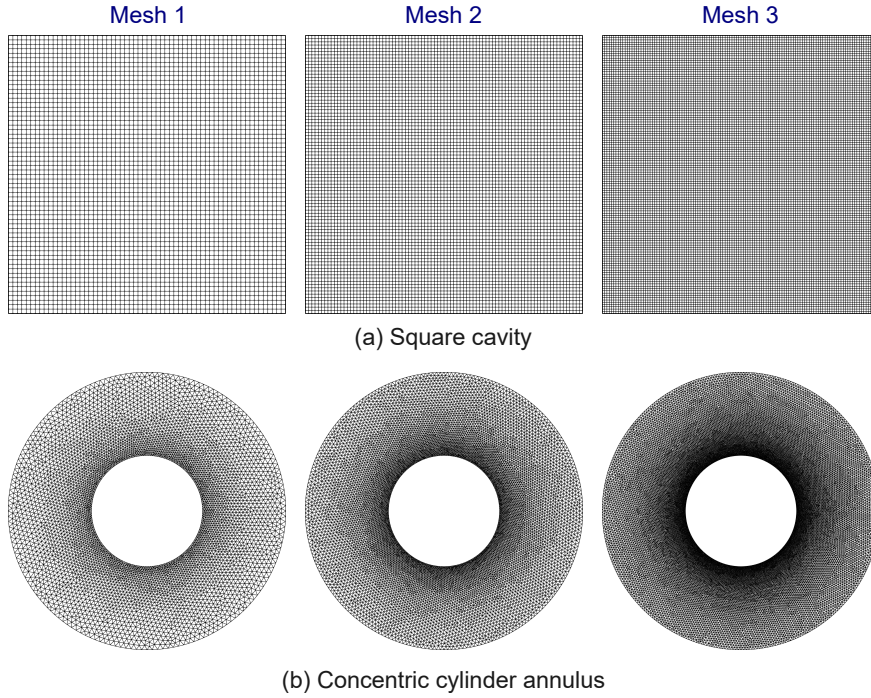 Mesh 1 Mesh 2 Mesh 3
(a) Square cavity
(b) Concentric cylinder annulus